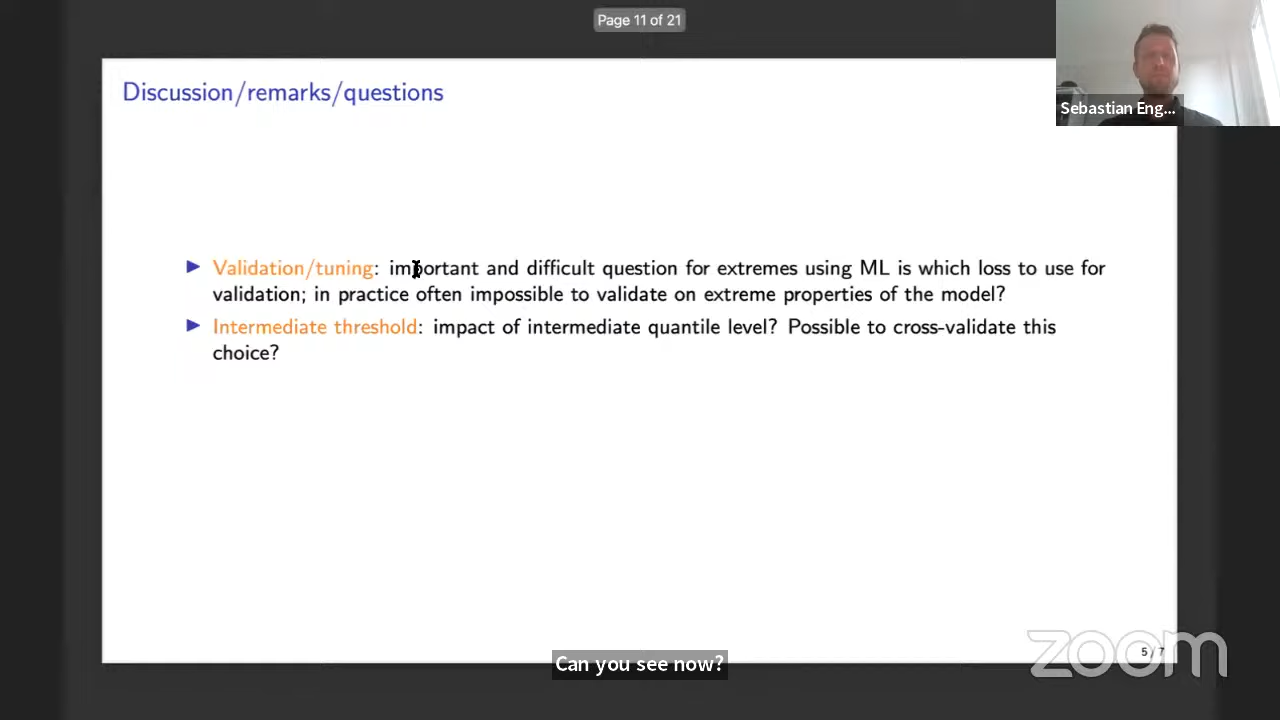 Page 11 of 21
Discussion/remarks/questions
Sebastian Eng...
Validation/tuning: important and difficult question for extremes using ML is which loss to use for
validation; in practice often impossible to validate on extreme properties of the model?
Intermediate threshold: impact of intermediate quantile level? Possible to cross-validate this
choice?
Can you see now?
5 / 7
zoom